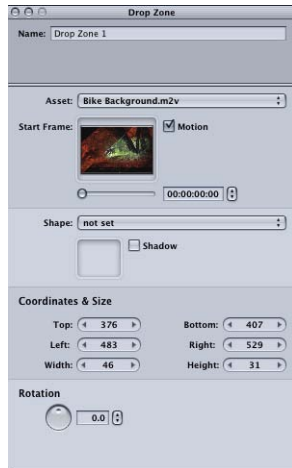 Drop Zone
Name: Drop Zone 1
Asset: Bike Background.m2v
Start Frame: Motion
00:00:00:00
Shape: not set
Shadow
Coordinates & Size
Top: 376 Bottom: 407
Left: 483 Right: 529
Width: 46 Height: 31
Rotation
0.0